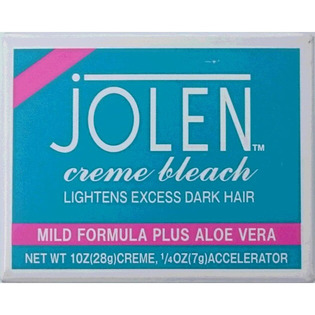 JOLEN™
creme bleach
LIGHTENS EXCESS DARK HAIR
MILD FORMULA PLUS ALOE VERA
NET WT 1OZ(28g)CREME, 1/4OZ(7g)ACCELERATOR